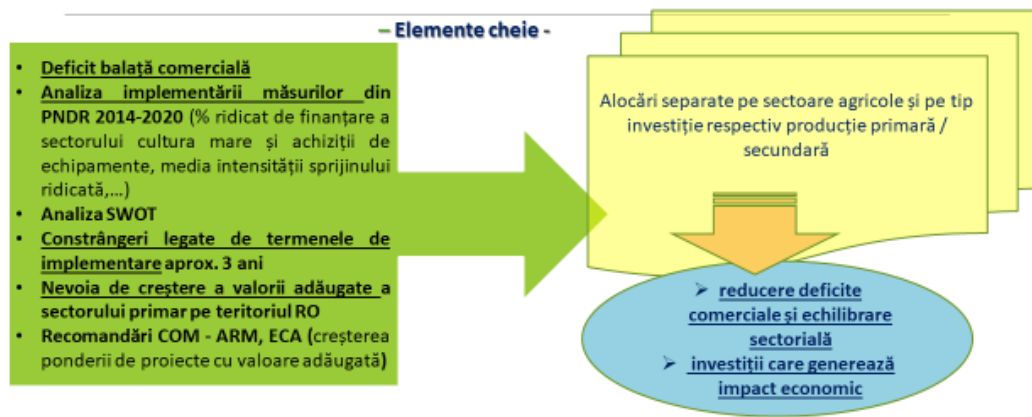 – Elemente cheie -
• Deficit balață comercială
• Analiza implementării măsurilor din
PNDR 2014-2020 (% ridicat de finanțare a
sectorului cultura mare și achiziții de
echipamente, media intensității sprijinului
ridicată,…)
• Analiza SWOT
• Constrângeri legate de termenele de
implementare aprox. 3 ani
• Nevoia de creștere a valorii adăugate a
sectorului primar pe teritoriul RO
• Recomandări COM - ARM, ECA (creșterea
ponderii de proiecte cu valoare adăugată)
Alocări separate pe sectoare agricole și pe tip
investiție respectiv producție primară /
secundară
➢ reducere deficite
comerciale și echilibrare
sectorială
➢ investiții care generează
impact economic